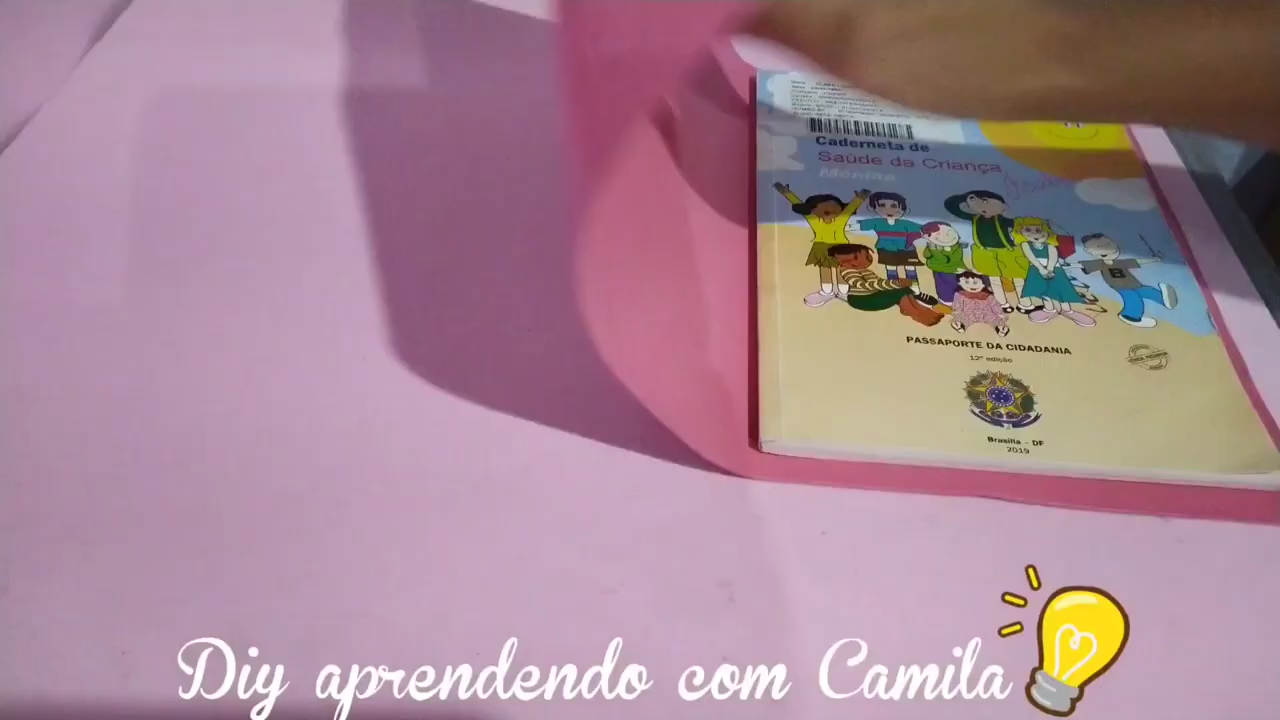 Caderneta de
Saúde da Criança
Menina
PASSAPORTE DA CIDADANIA
12ª edição
Brasília - DF
2019
Diy aprendendo com Camila